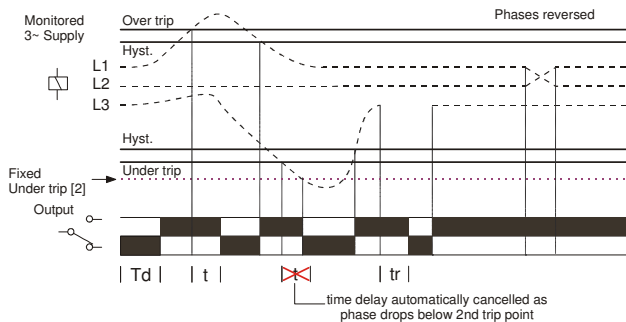 Monitored
3~ Supply
Over trip
Phases reversed
Hyst.
L1
L2
L3
Hyst.
Under trip
Fixed
Under trip [2]
Output
Td
t
t
tr
time delay automatically cancelled as
phase drops below 2nd trip point